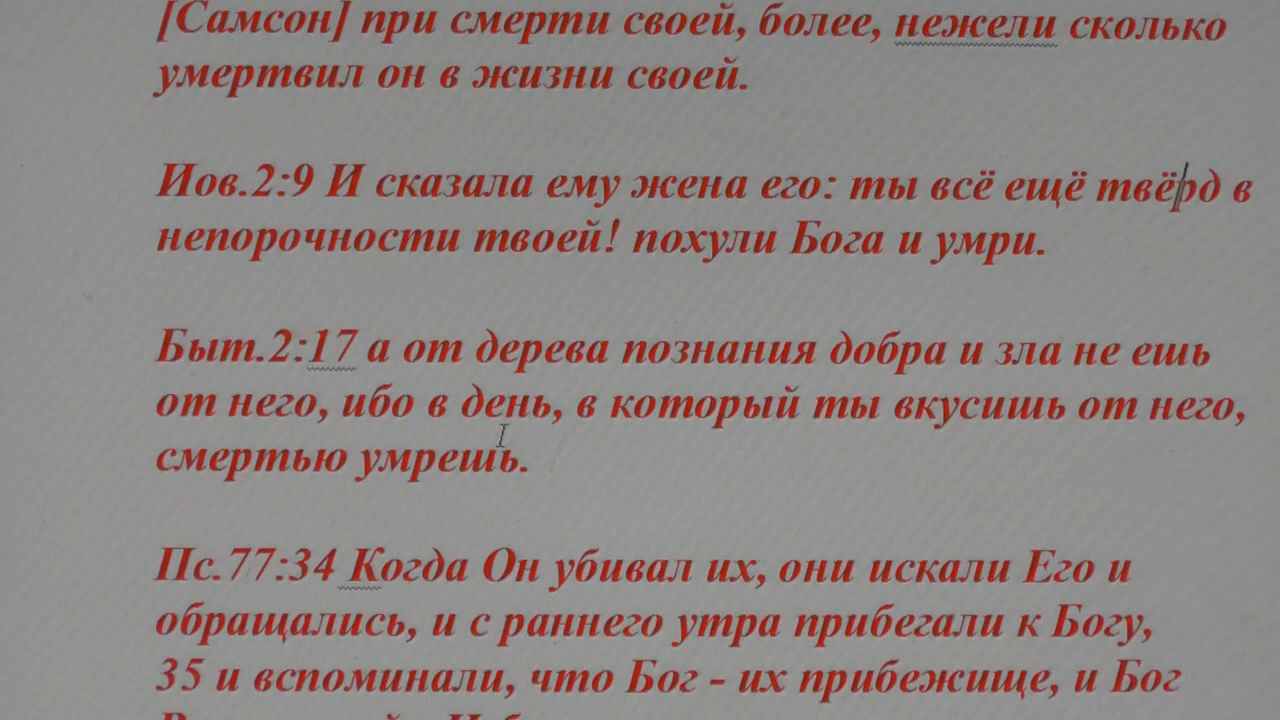 [Самсон] при смерти своей, более, нежели сколько
умертвил он в жизни своей.
Иов.2:9 И сказала ему жена его: ты всё ещё твёрд в
непорочности твоей! похули Бога и умри.
Быт.2:17 а от дерева познания добра и зла не ешь
от него, ибо в день, в который ты вкусишь от него,
смертью умрешь.
Пс.77:34 Когда Он убивал их, они искали Его и
обращались, и с раннего утра прибегали к Богу,
35 и вспоминали, что Бог - их прибежище, и Бог